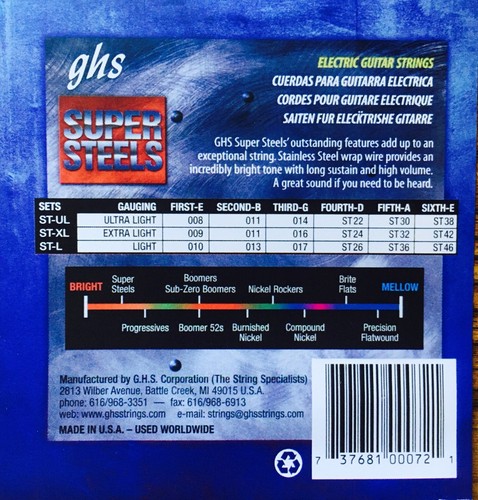 ghs
ELECTRIC GUITAR STRINGS
CUERDAS PARA GUITARRA ELECTRICA
CORDES POUR GUITARE ELECTRIQUE
SAITEN FUR ELECKTRISHE GITARRE
SUPER
STEELS
GHS Super Steels' outstanding features add up to an
exceptional string. Stainless Steel wrap wire provides an
incredibly bright tone with long sustain and high volume.
A great sound if you need to be heard.
SETS GAUGING FIRST-E SECOND-B THIRD-G FOURTH-D FIFTH-A SIXTH-E
ST-UL ULTRA LIGHT 008 011 014 ST22 ST30 ST38
ST-XL EXTRA LIGHT 009 011 016 ST24 ST32 ST42
ST-L LIGHT 010 013 017 ST26 ST36 ST46
Super
Steels
Boomers
Sub-Zero Boomers
Nickel Rockers
Brite
Flats
BRIGHT
MELLOW
Progressives
Boomer 52s
Burnished
Nickel
Compound
Nickel
Precision
Flatwound
Manufactured by G.H.S. Corporation (The String Specialists)
2813 Wilber Avenue, Battle Creek, MI 49015 U.S.A.
phone: 616/968-3351 — fax: 616/968-6913
web: www.ghsstrings.com e-mail: strings@ghsstrings.com
MADE IN U.S.A. – USED WORLDWIDE
7 37681 00072 1